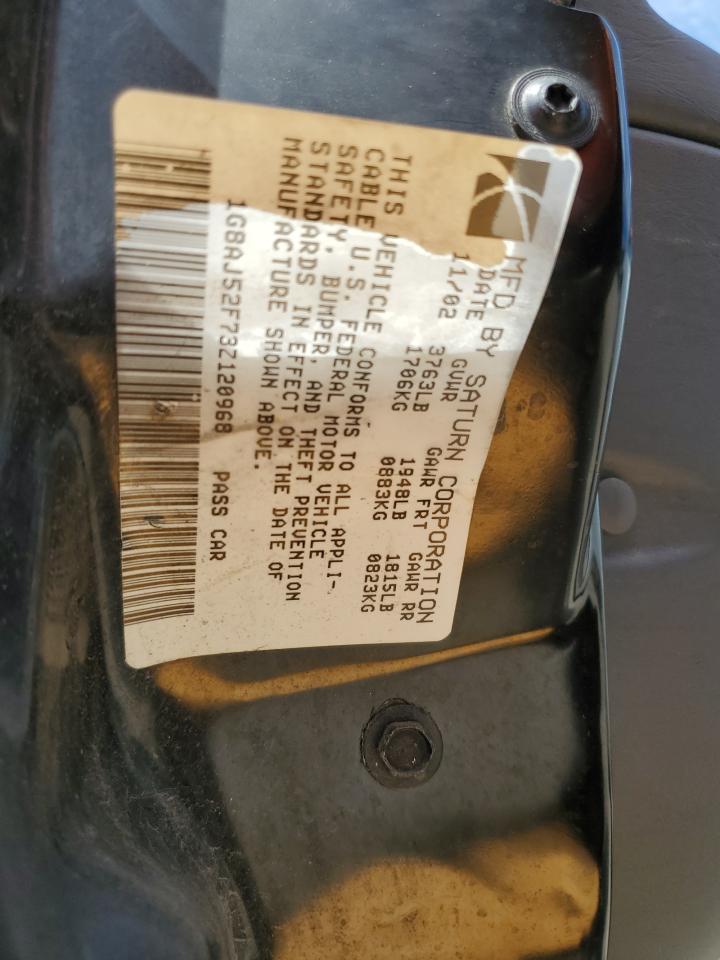 MFD BY SATURN CORPORATION
DATE GVWR GAWR FRT GAWR RR
11/02 3763LB 1948LB 1815LB
1706KG 0883KG 0823KG
THIS VEHICLE CONFORMS TO ALL APPLI-
CABLE U.S. FEDERAL MOTOR VEHICLE
SAFETY, BUMPER, AND THEFT PREVENTION
STANDARDS IN EFFECT ON THE DATE OF
MANUFACTURE SHOWN ABOVE.
1G8AJ52F73Z120968 PASS CAR